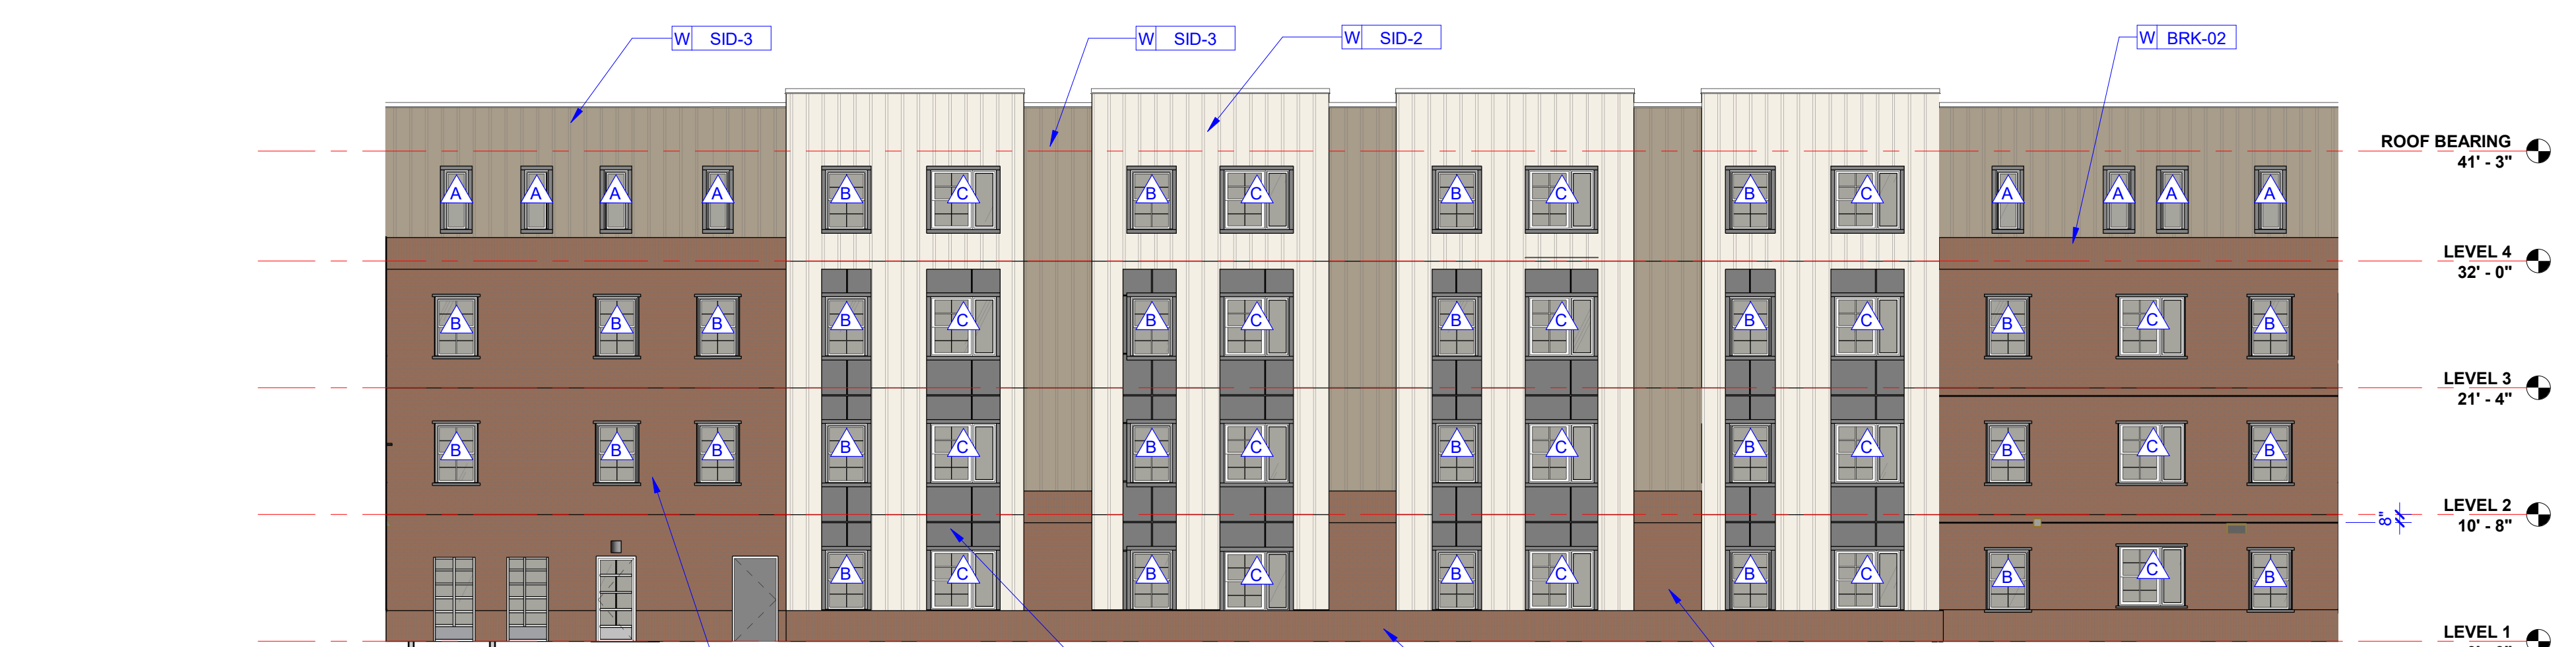 W SID-3
W SID-3
W SID-2
W BRK-02
ROOF BEARING
41' - 3"
A A A A B C B C B C B C A A A A
LEVEL 4
32' - 0"
B B B B C B C B C B C B C B
LEVEL 3
21' - 4"
B B B B C B C B C B C B C B
LEVEL 2
10' - 8"
8"
B C B C B C B C B C B
LEVEL 1